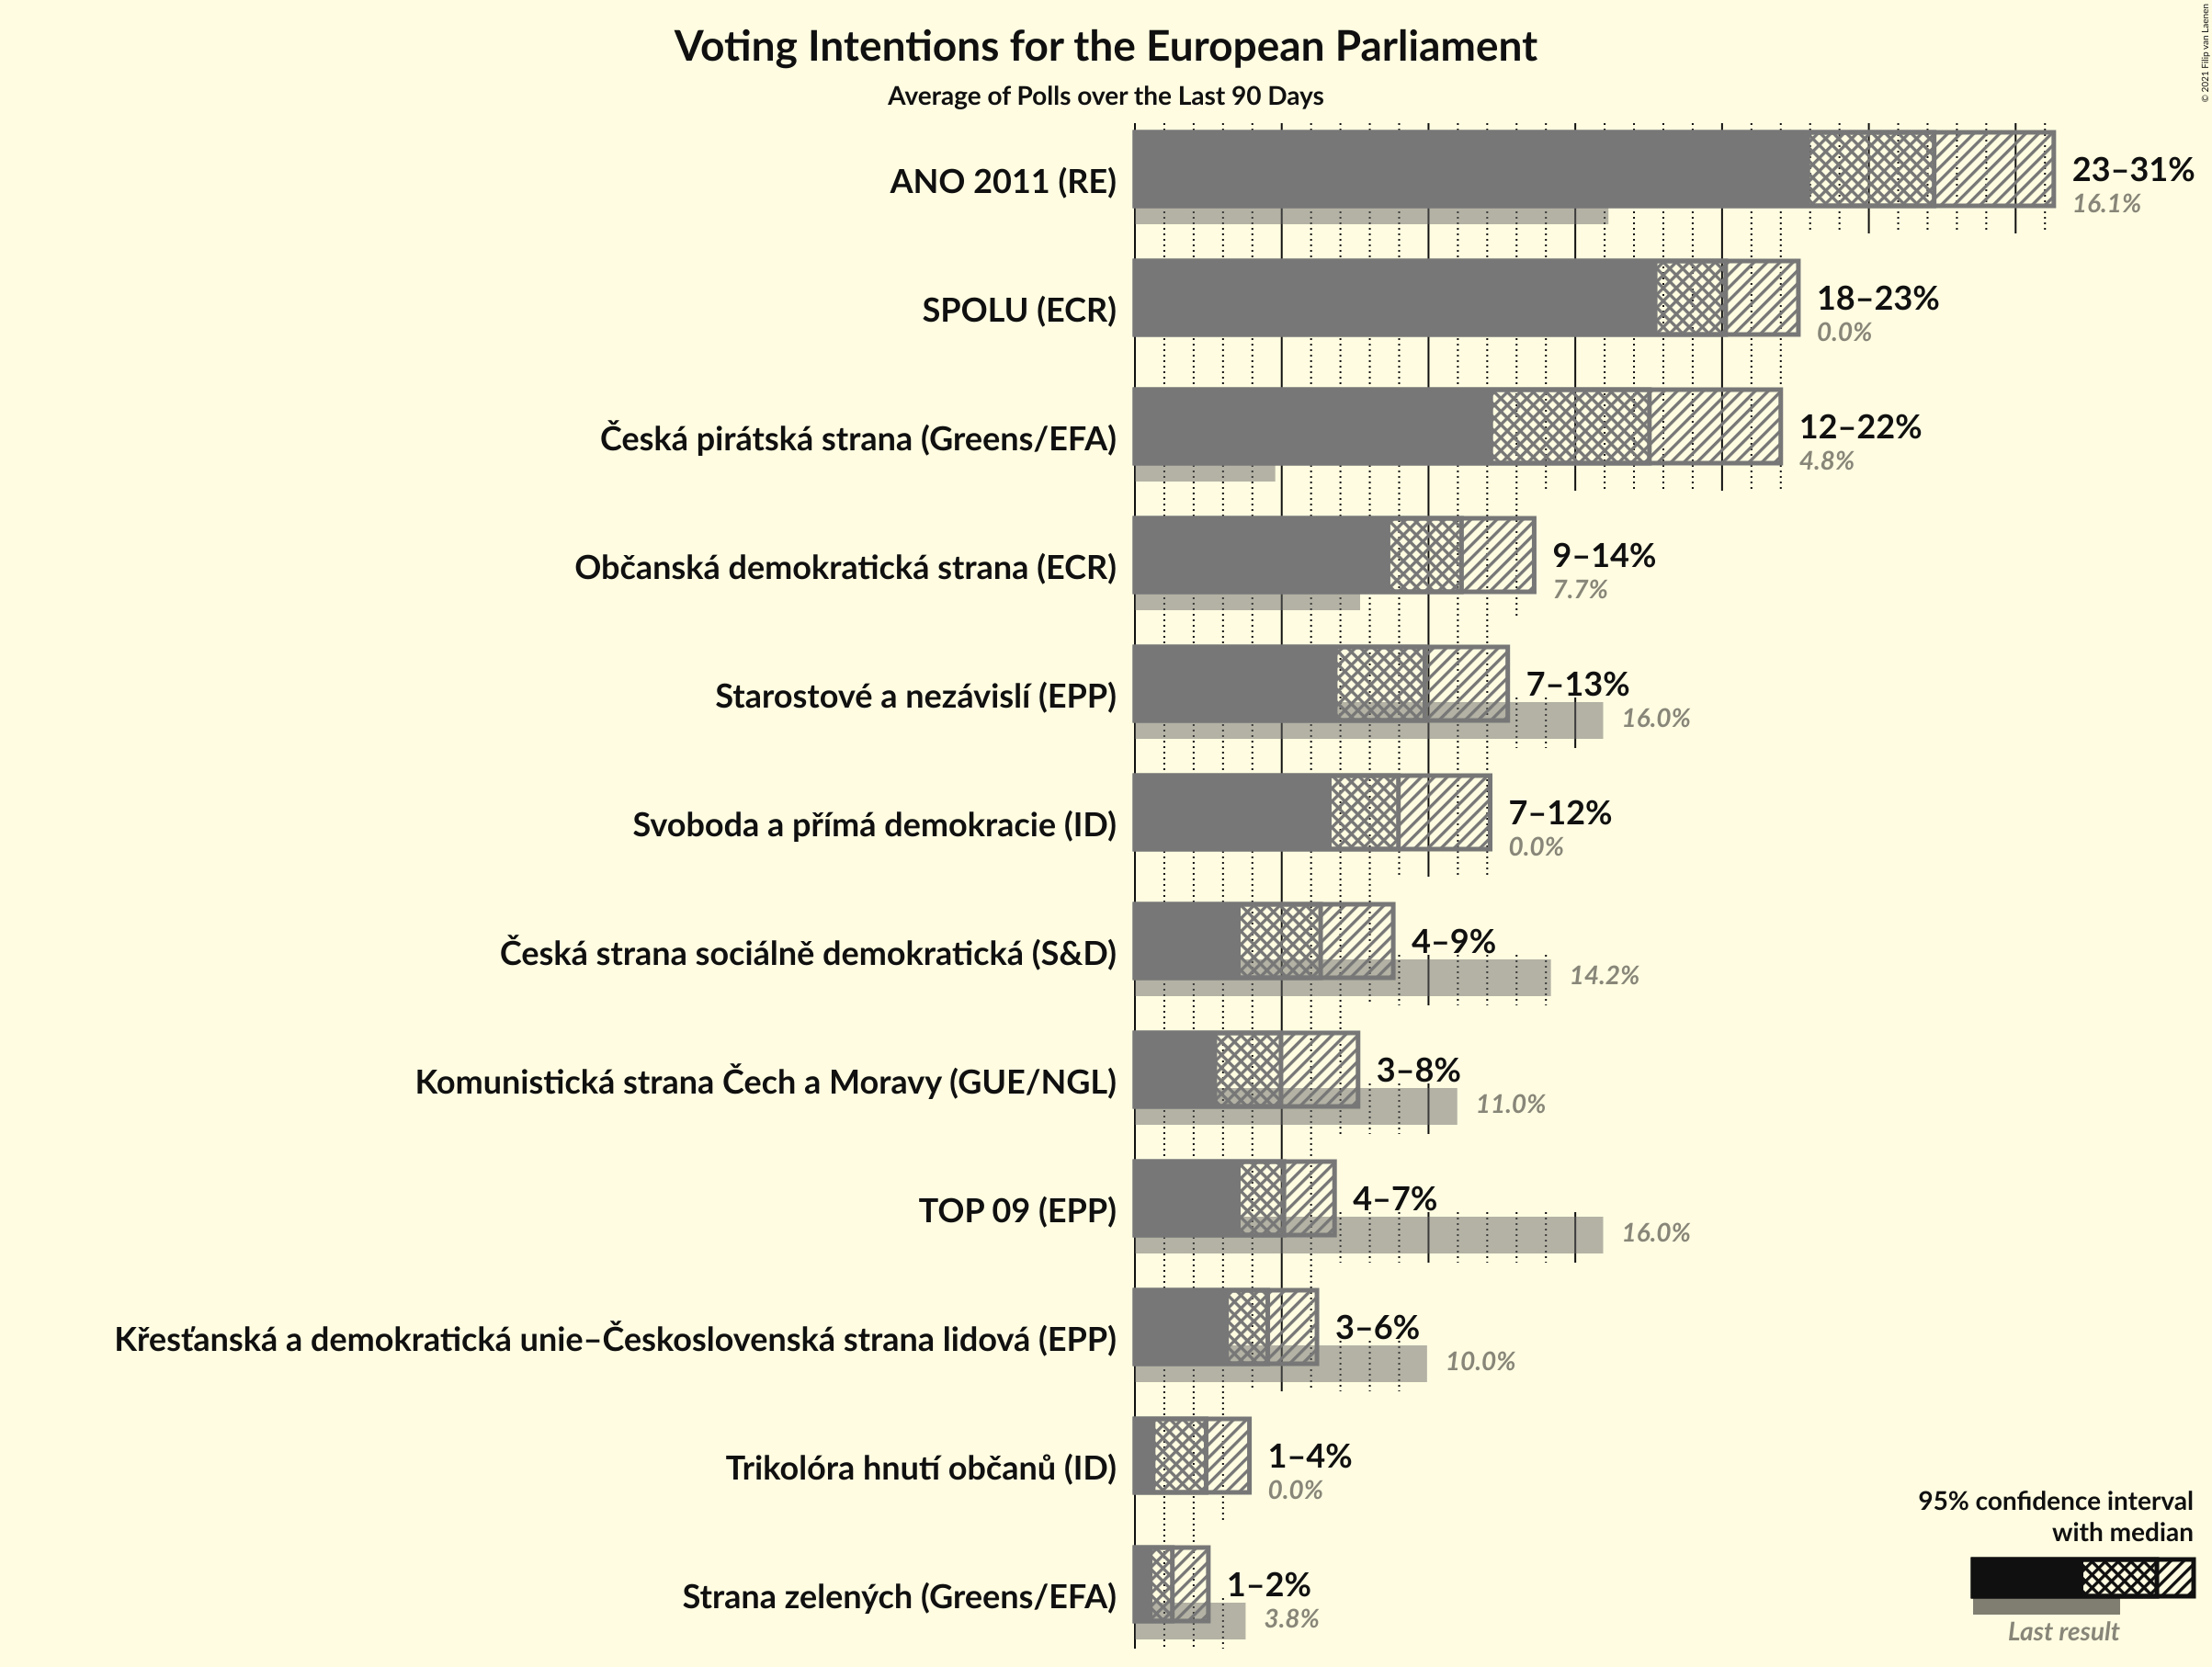 Voting Intentions for the European Parliament
Average of Polls over the Last 90 Days
© 2021 Filip van Laenen
ANO 2011 (RE)
23–31%
16.1%
SPOLU (ECR)
18–23%
0.0%
Česká pirátská strana (Greens/EFA)
12–22%
4.8%
Občanská demokratická strana (ECR)
9–14%
7.7%
Starostové a nezávislí (EPP)
7–13%
16.0%
Svoboda a přímá demokracie (ID)
7–12%
0.0%
Česká strana sociálně demokratická (S&D)
4–9%
14.2%
Komunistická strana Čech a Moravy (GUE/NGL)
3–8%
11.0%
TOP 09 (EPP)
4–7%
16.0%
Křesťanská a demokratická unie–Československá strana lidová (EPP)
3–6%
10.0%
Trikolóra hnutí občanů (ID)
1–4%
0.0%
Strana zelených (Greens/EFA)
1–2%
3.8%
95% confidence interval
with median
Last result